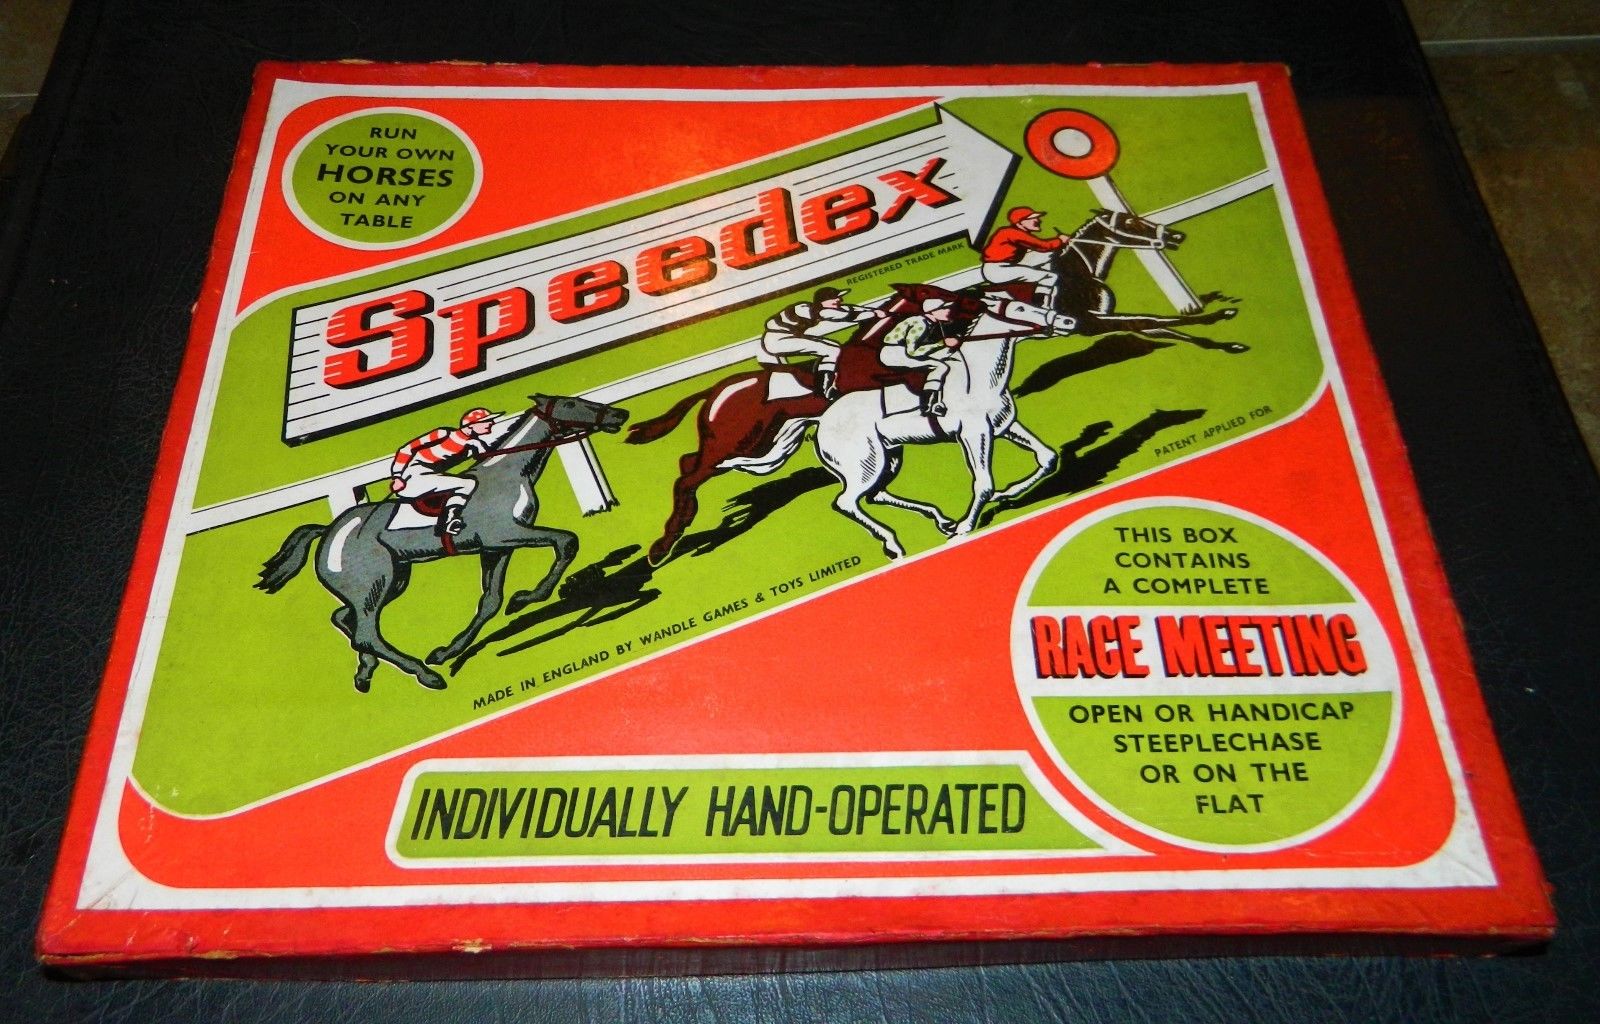 RUN
YOUR OWN
HORSES
ON ANY
TABLE
Speedex
REGISTERED TRADE MARK
PATENT APPLIED FOR
MADE IN ENGLAND BY WANDLE GAMES & TOYS LIMITED
THIS BOX
CONTAINS
A COMPLETE
RACE MEETING
OPEN OR HANDICAP
STEEPLECHASE
OR ON THE
FLAT
INDIVIDUALLY HAND-OPERATED